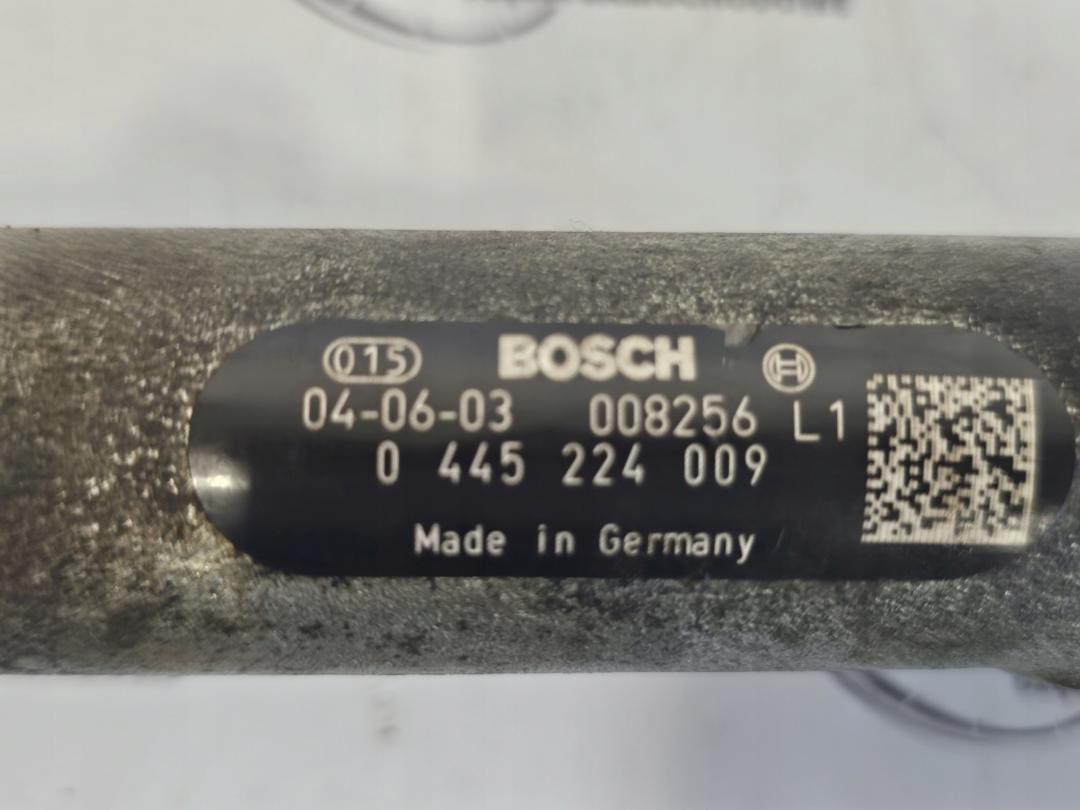 015 BOSCH H
04-06-03 008256 L1
0 445 224 009
Made in Germany